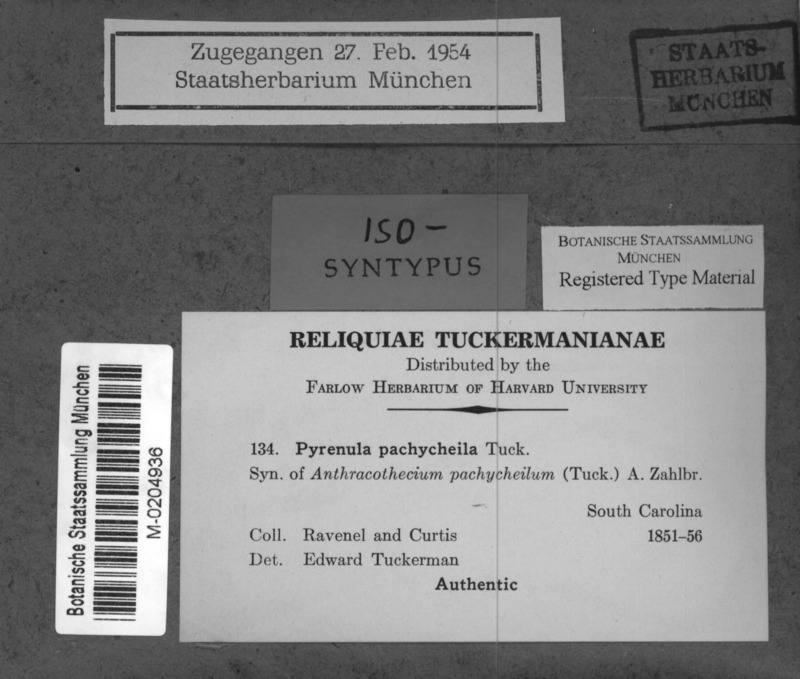 Zugegangen 27. Feb. 1954
Staatsherbarium München
STAATS-
HERBARIUM
MÜNCHEN
ISO-
SYNTYPUS
BOTANISCHE STAATSSAMMLUNG
MÜNCHEN
Registered Type Material
Botanische Staatssammlung München
M-0204936
RELIQUIAE TUCKERMANIANAE
Distributed by the
FARLOW HERBARIUM OF HARVARD UNIVERSITY
134. Pyrenula pachycheila Tuck.
Syn. of Anthracothecium pachycheilum (Tuck.) A. Zahlbr.
South Carolina
Coll. Ravenel and Curtis 1851–56
Det. Edward Tuckerman
Authentic